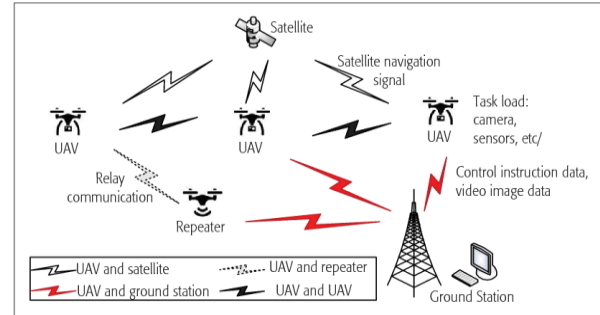 Satellite
Satellite navigation
signal
UAV
UAV
UAV
Task load:
camera,
sensors, etc/
Relay
communication
Repeater
Control instruction data,
video image data
UAV and satellite
UAV and repeater
UAV and ground station
UAV and UAV
Ground Station